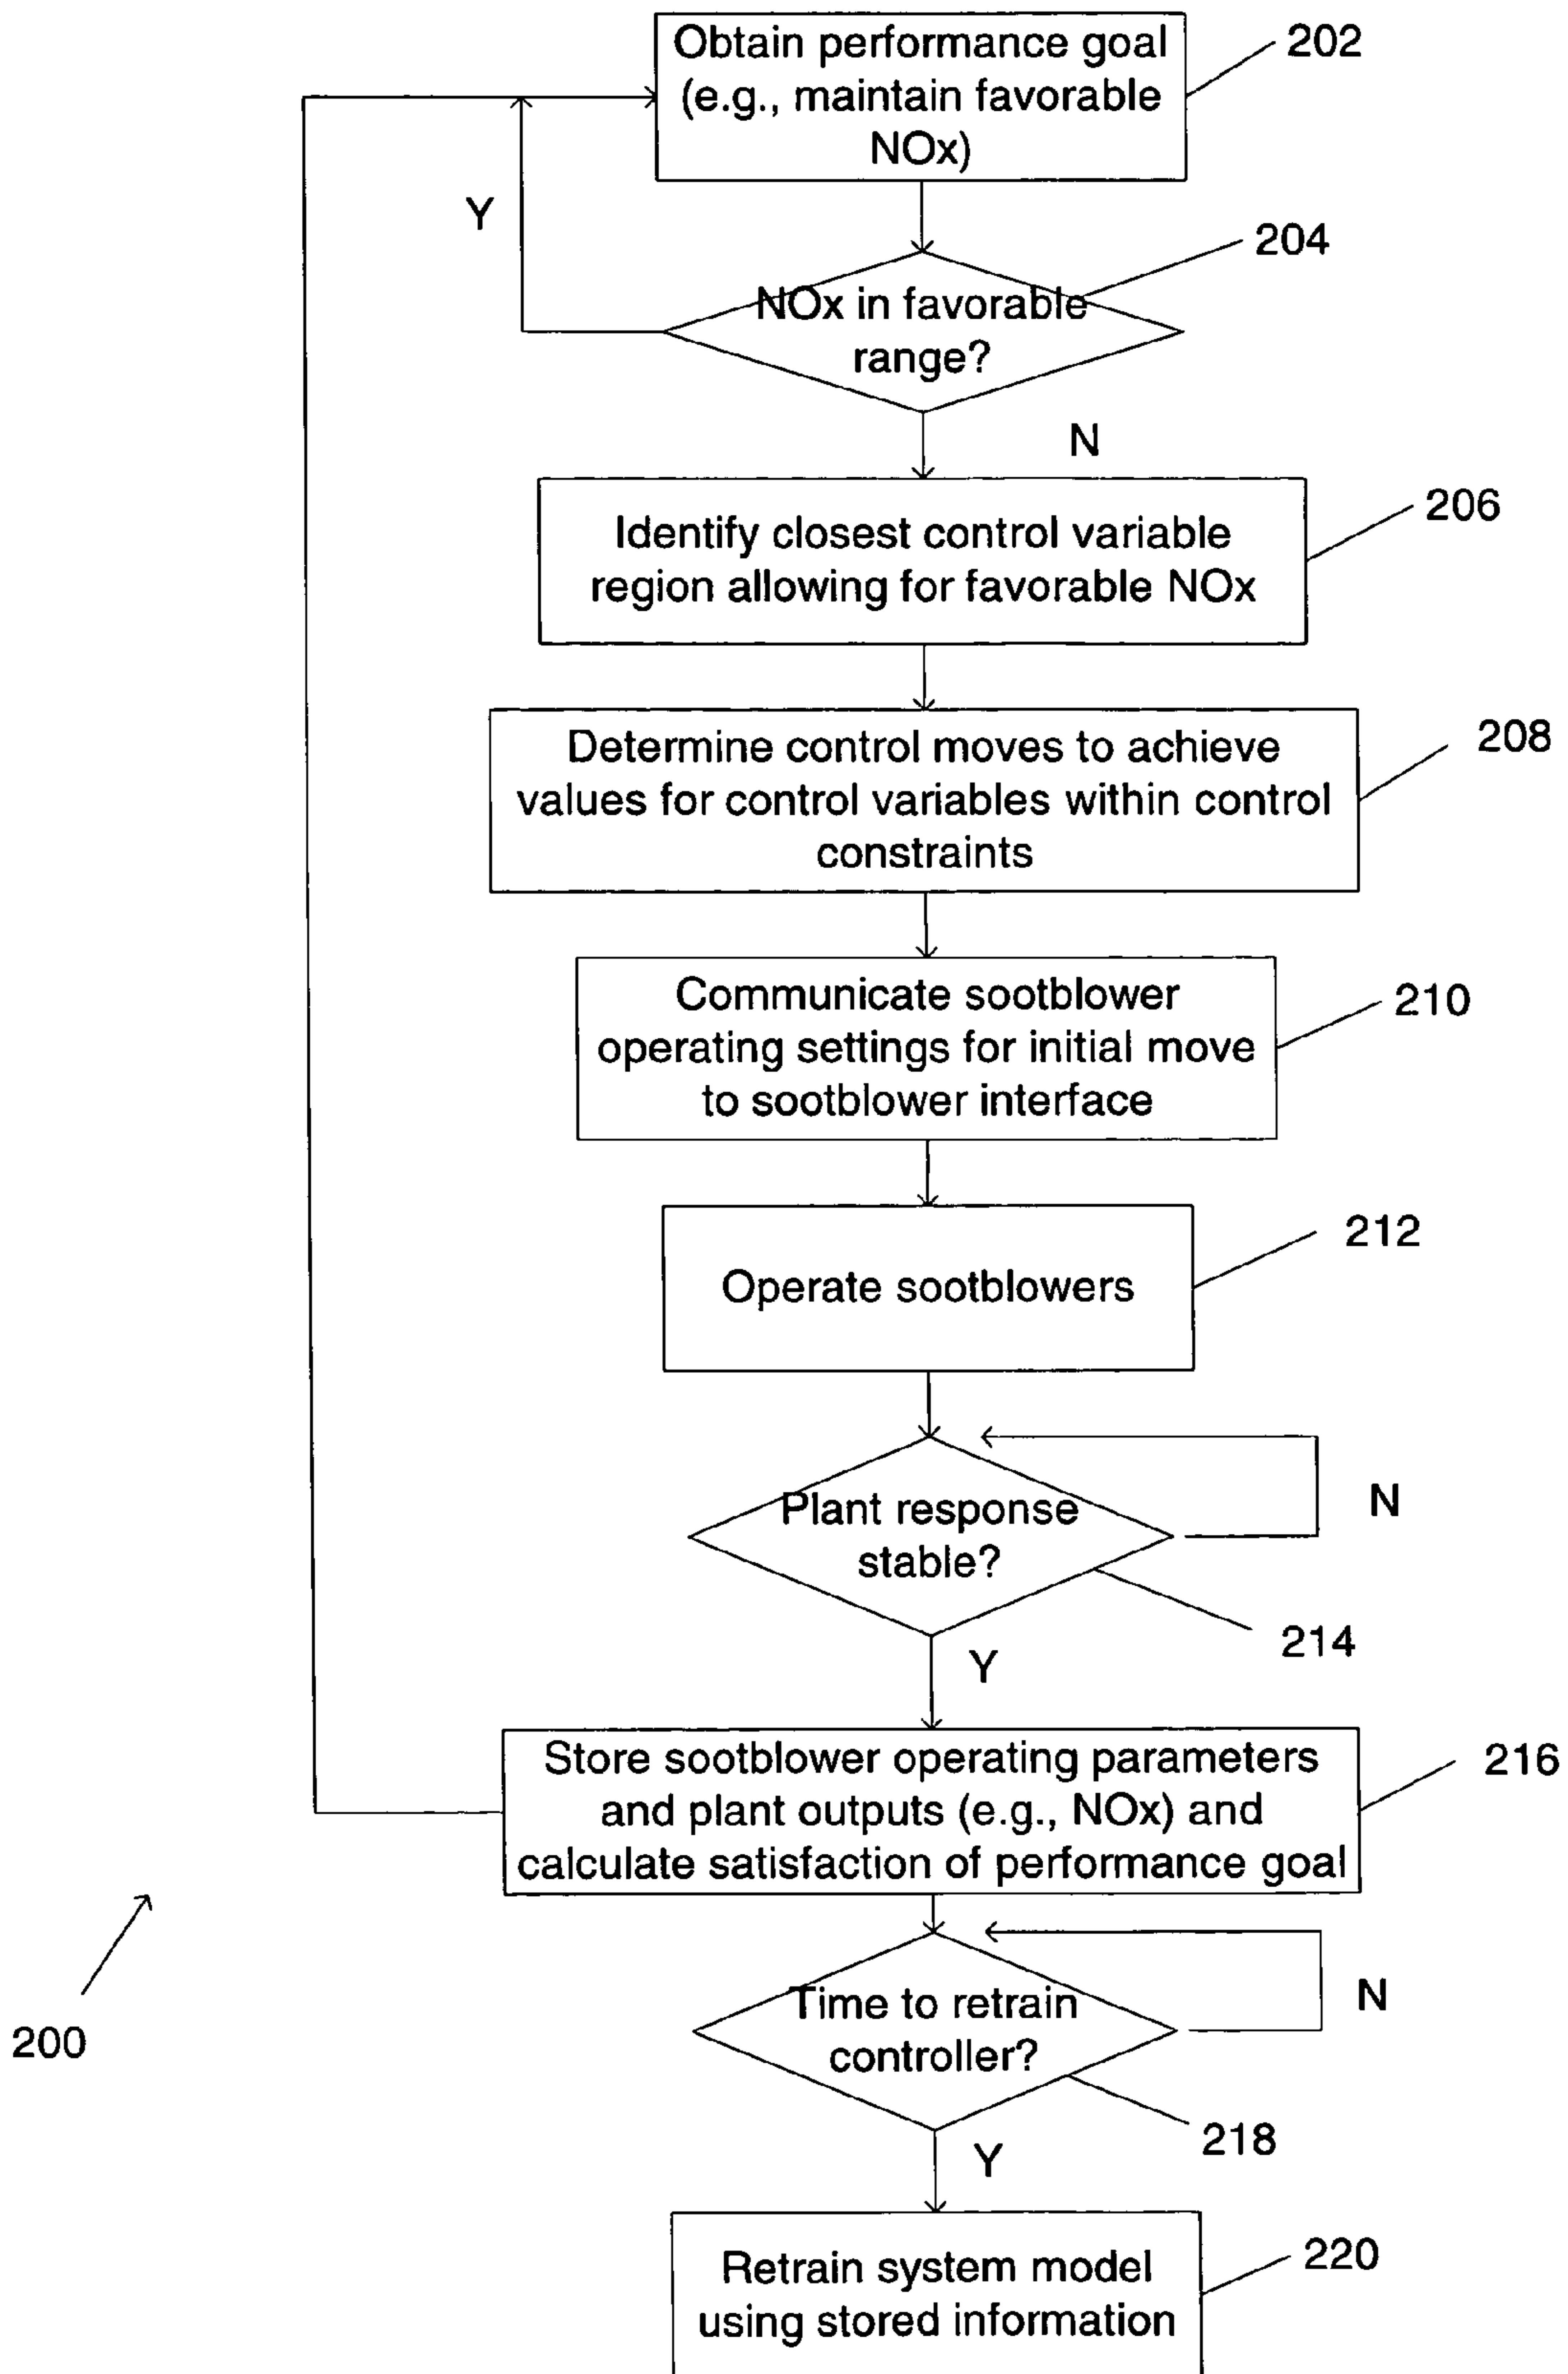 Obtain performance goal
(e.g., maintain favorable
NOx)
202
Y
204
NOx in favorable
range?
N
206
Identify closest control variable
region allowing for favorable NOx
208
Determine control moves to achieve
values for control variables within control
constraints
210
Communicate sootblower
operating settings for initial move
to sootblower interface
212
Operate sootblowers
Plant response
stable?
N
214
Y
216
Store sootblower operating parameters
and plant outputs (e.g., NOx) and
calculate satisfaction of performance goal
200
Time to retrain
controller?
N
218
Y
220
Retrain system model
using stored information